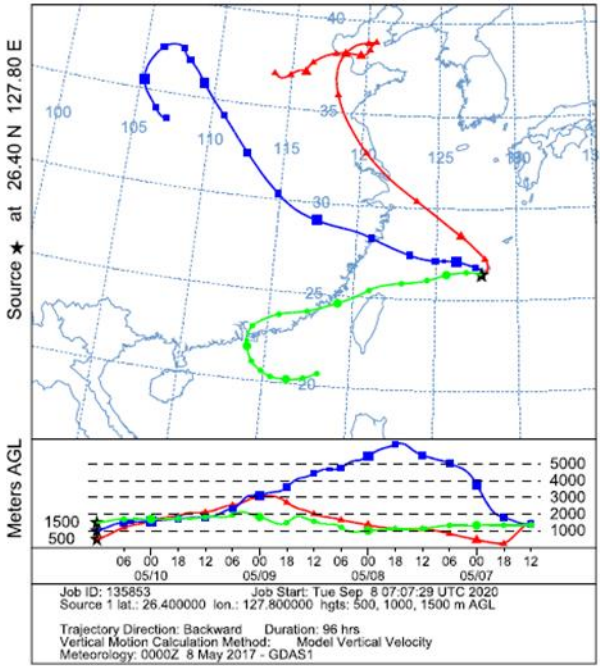 40
100
105
110
35
115
120
125
130
13
30
25
20
Source ★ at 26.40 N 127.80 E
Meters AGL
5000
4000
3000
1500
2000
1000
500
06 00 18 12 06 00 18 12 06 00 18 12 06 00 18 12
05/10 05/09 05/08 05/07
Job ID: 135853 Job Start: Tue Sep 8 07:07:29 UTC 2020
Source 1 lat.: 26.400000 lon.: 127.800000 hgts: 500, 1000, 1500 m AGL
Trajectory Direction: Backward Duration: 96 hrs
Vertical Motion Calculation Method: Model Vertical Velocity
Meteorology: 0000Z 8 May 2017 - GDAS1